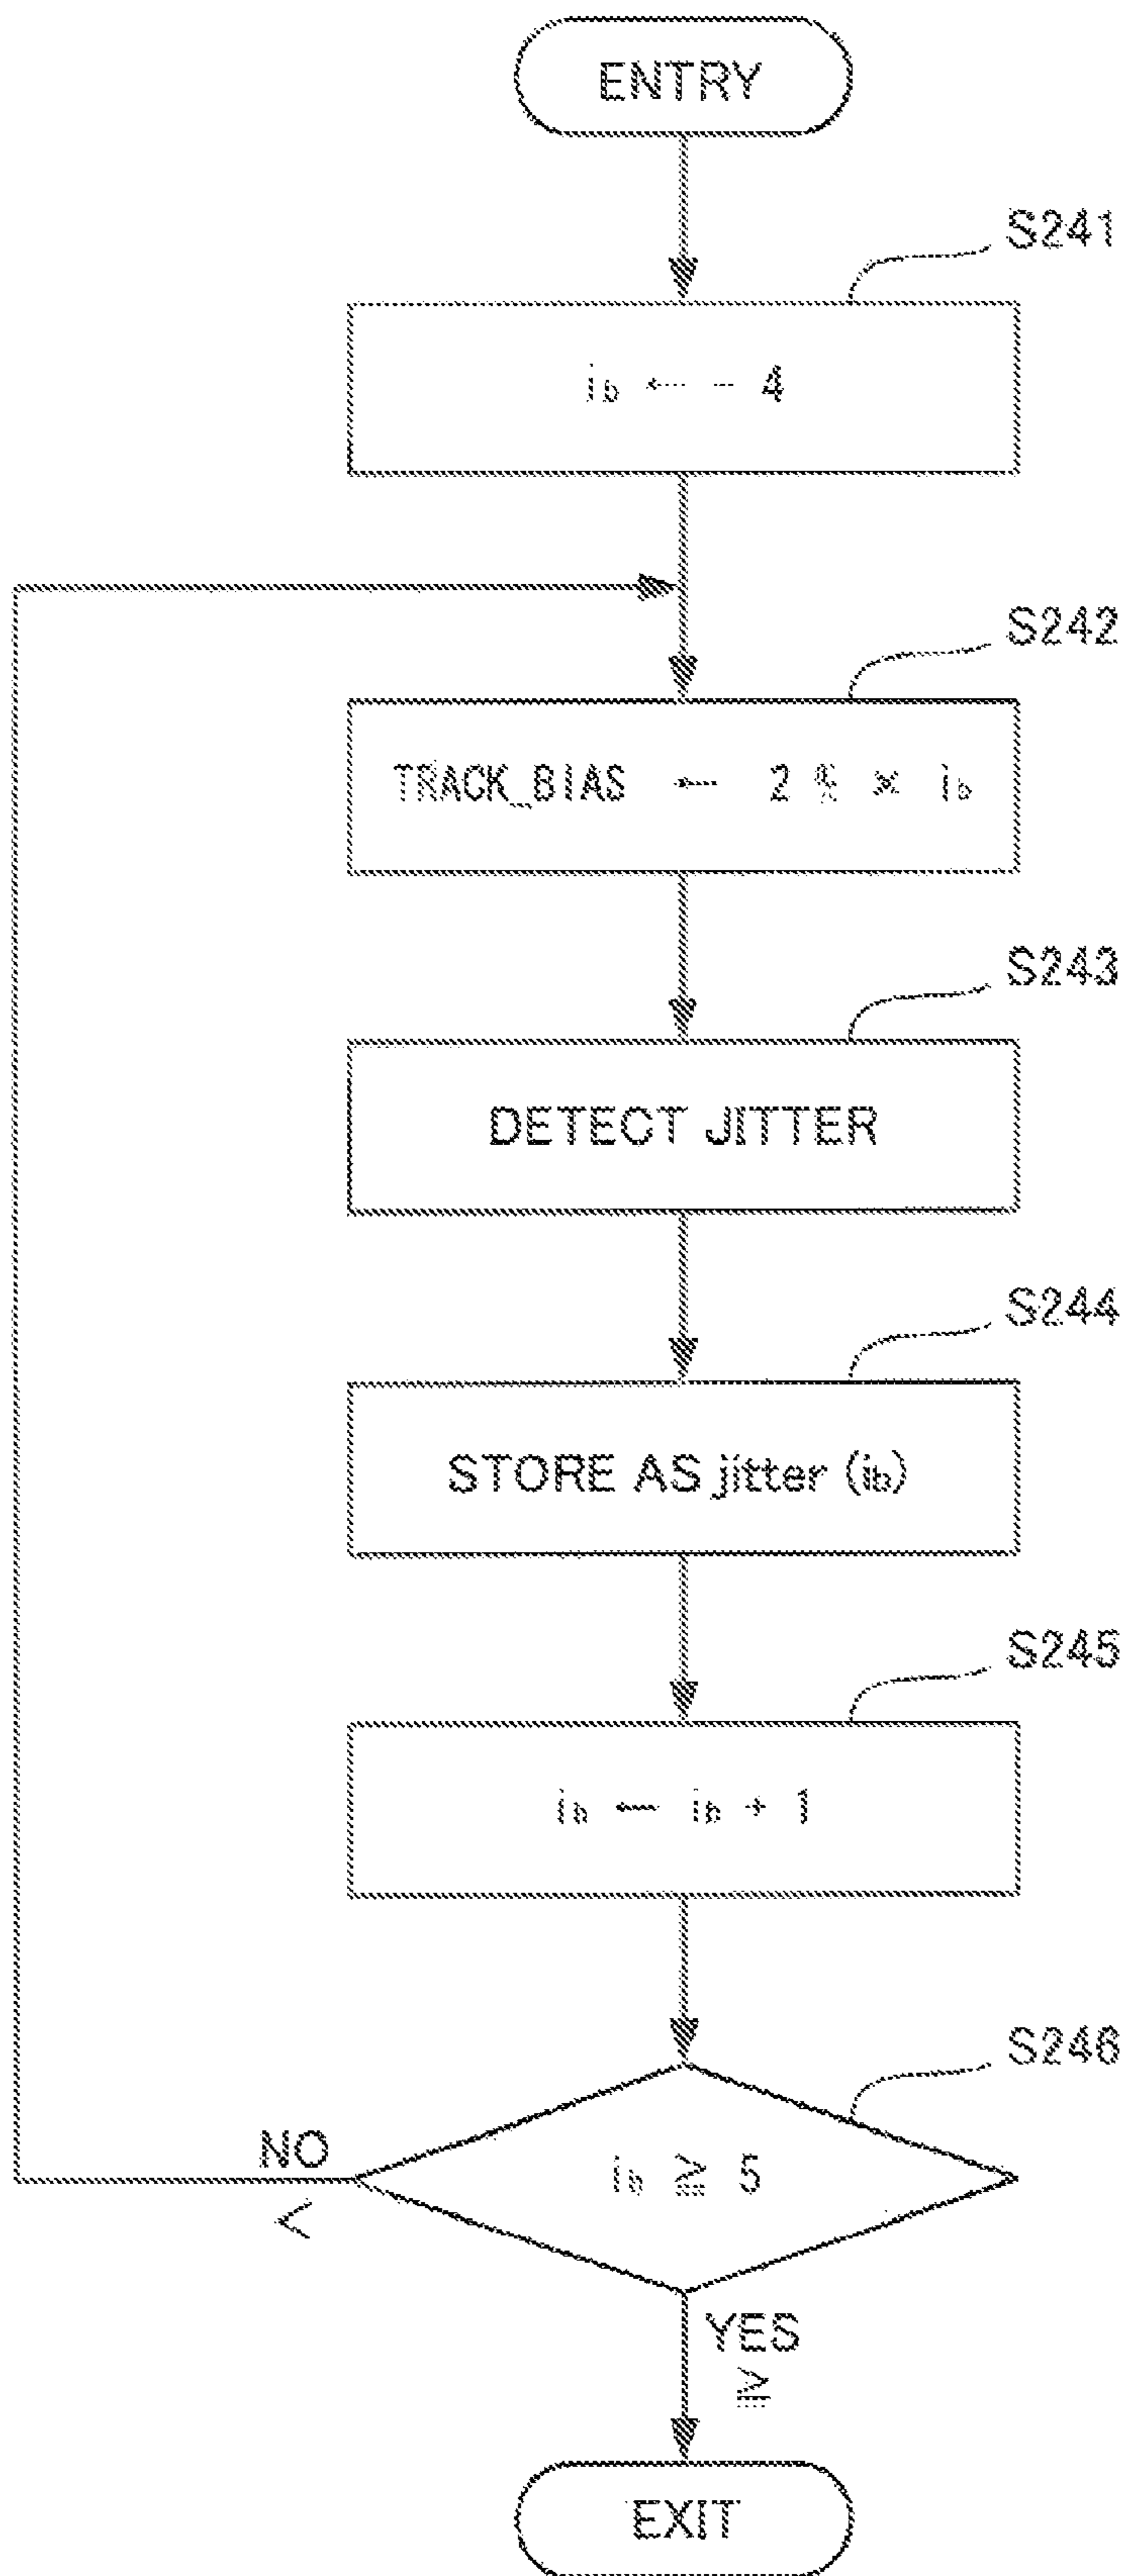 ENTRY
S241
ib ← - 4
S242
TRACK_BIAS ← 2 % × ib
S243
DETECT JITTER
S244
STORE AS jitter (ib)
S245
ib ← ib + 1
S246
NO
ib ≧ 5
<
YES
≧
EXIT